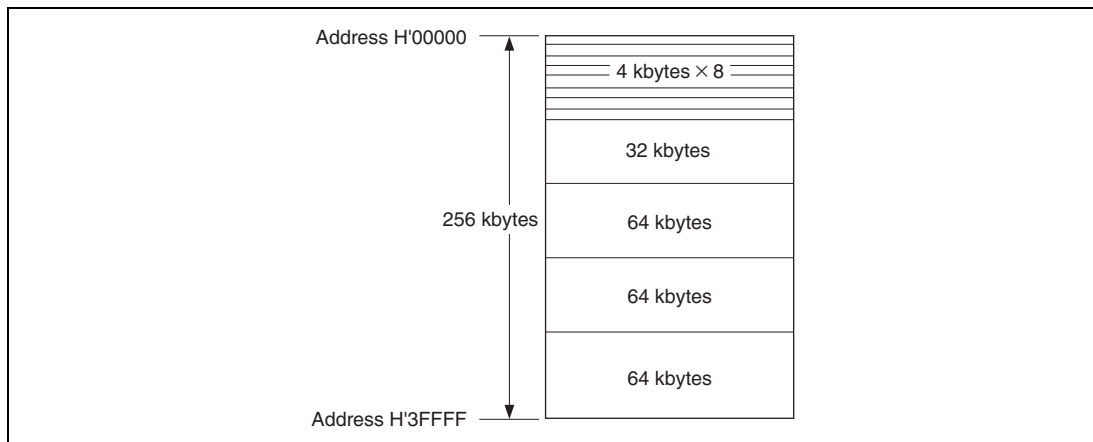 Address H'00000
4 kbytes × 8
32 kbytes
64 kbytes
256 kbytes
64 kbytes
64 kbytes
Address H'3FFFF